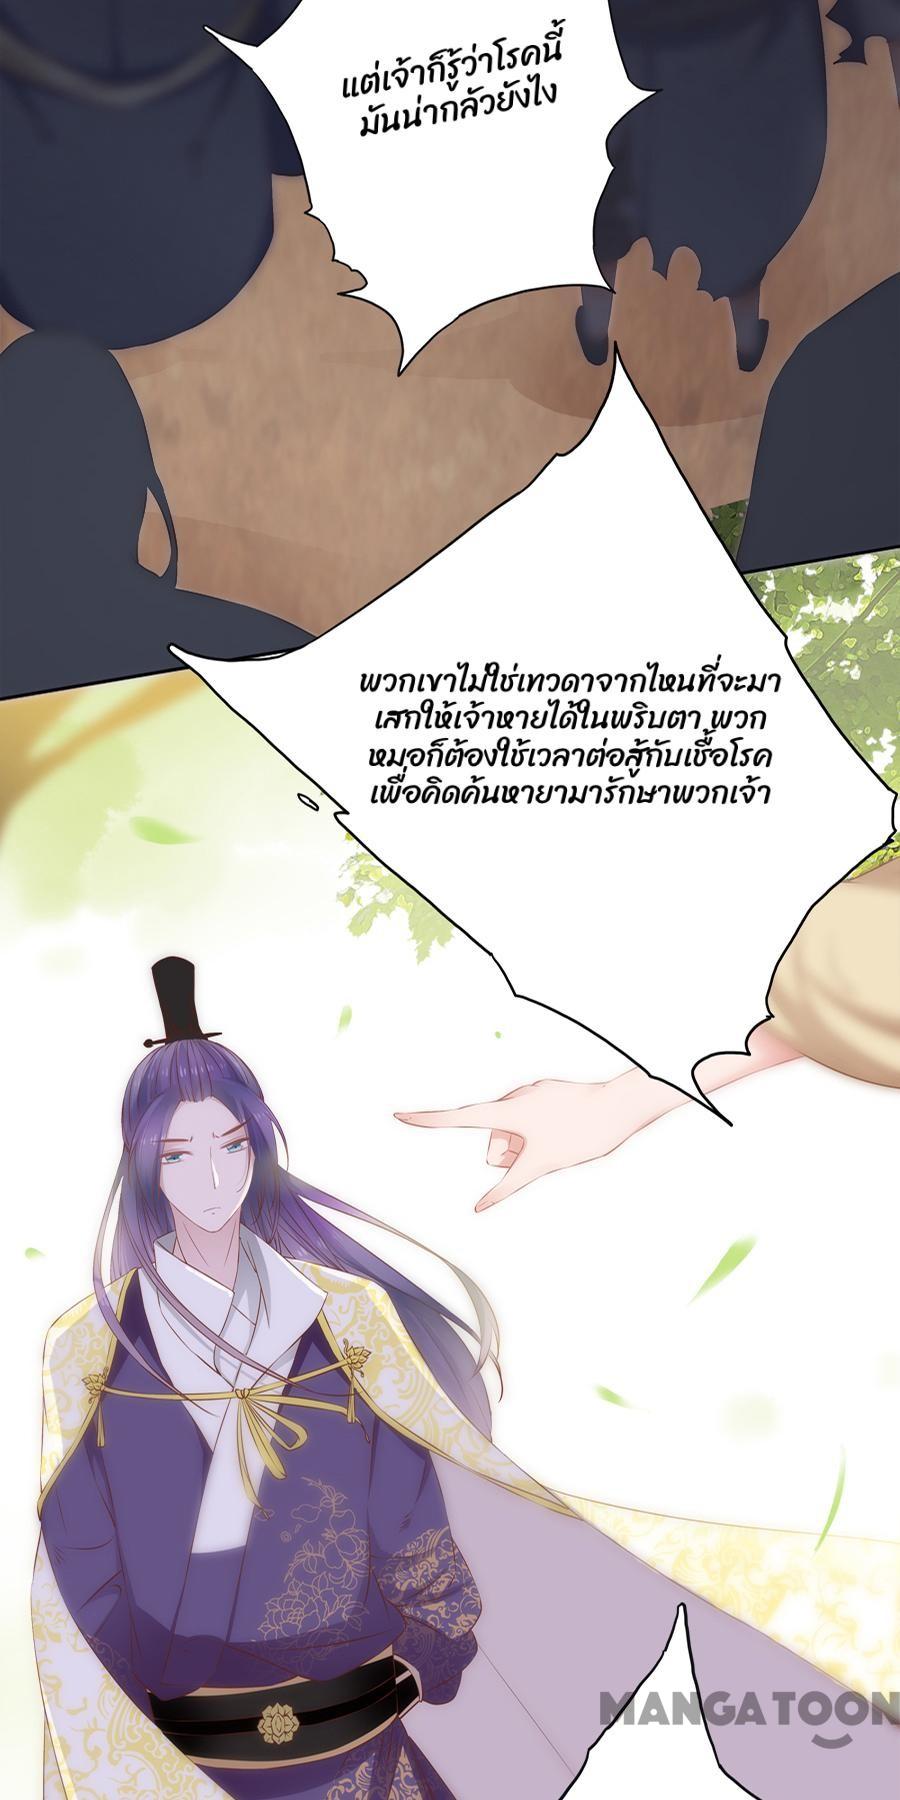 แต่เจ้าก็รู้ว่าโรคนี้
มันน่ากลัวยังไง
พวกเขาไม่ใช่เทวดาจากไหนที่จะมา
เสกให้เจ้าหายได้ในพริบตา พวก
หมอก็ต้องใช้เวลาต่อสู้กับเชื้อโรค
เพื่อคิดค้นหายามารักษาพวกเจ้า
MANGATOON